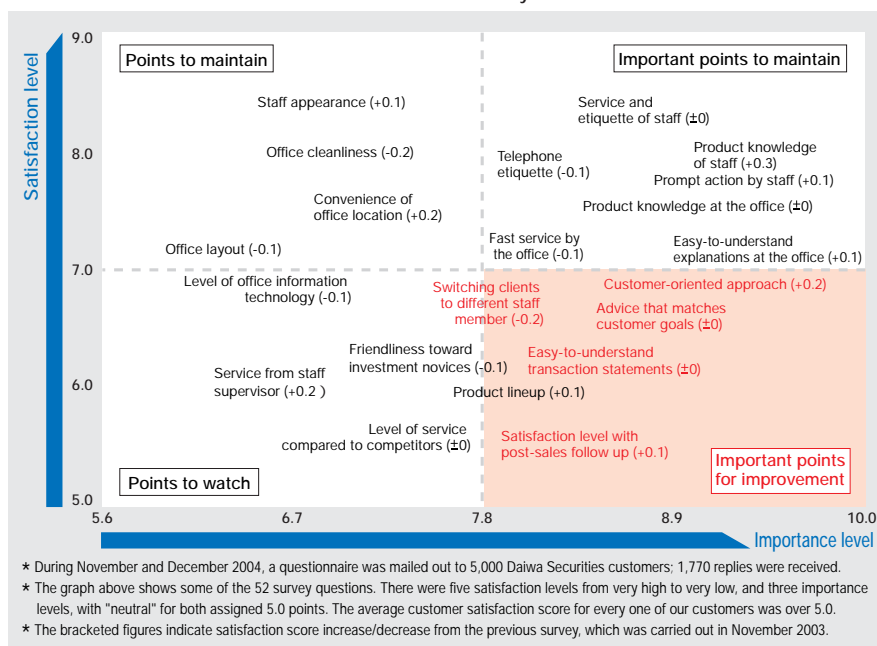 9.0
Satisfaction level
Points to maintain
Important points to maintain
Staff appearance (+0.1)
Service and
etiquette of staff (±0)
8.0
Office cleanliness (-0.2)
Telephone
etiquette (-0.1)
Product knowledge
of staff (+0.3)
Prompt action by staff (+0.1)
Convenience of
office location (+0.2)
Product knowledge at the office (±0)
Office layout (-0.1)
Fast service by
the office (-0.1)
Easy-to-understand
explanations at the office (+0.1)
7.0
Level of office information
technology (-0.1)
Switching clients
to different staff
member (-0.2)
Customer-oriented approach (+0.2)
Advice that matches
customer goals (±0)
Friendliness toward
investment novices (-0.1)
Easy-to-understand
transaction statements (±0)
Service from staff
supervisor (+0.2 )
6.0
Product lineup (+0.1)
Level of service
compared to competitors (±0)
Satisfaction level with
post-sales follow up (+0.1)
Points to watch
Important points
for improvement
5.0
5.6
6.7
7.8
8.9
10.0
Importance level
* During November and December 2004, a questionnaire was mailed out to 5,000 Daiwa Securities customers; 1,770 replies were received.
* The graph above shows some of the 52 survey questions. There were five satisfaction levels from very high to very low, and three importance
levels, with "neutral" for both assigned 5.0 points. The average customer satisfaction score for every one of our customers was over 5.0.
* The bracketed figures indicate satisfaction score increase/decrease from the previous survey, which was carried out in November 2003.